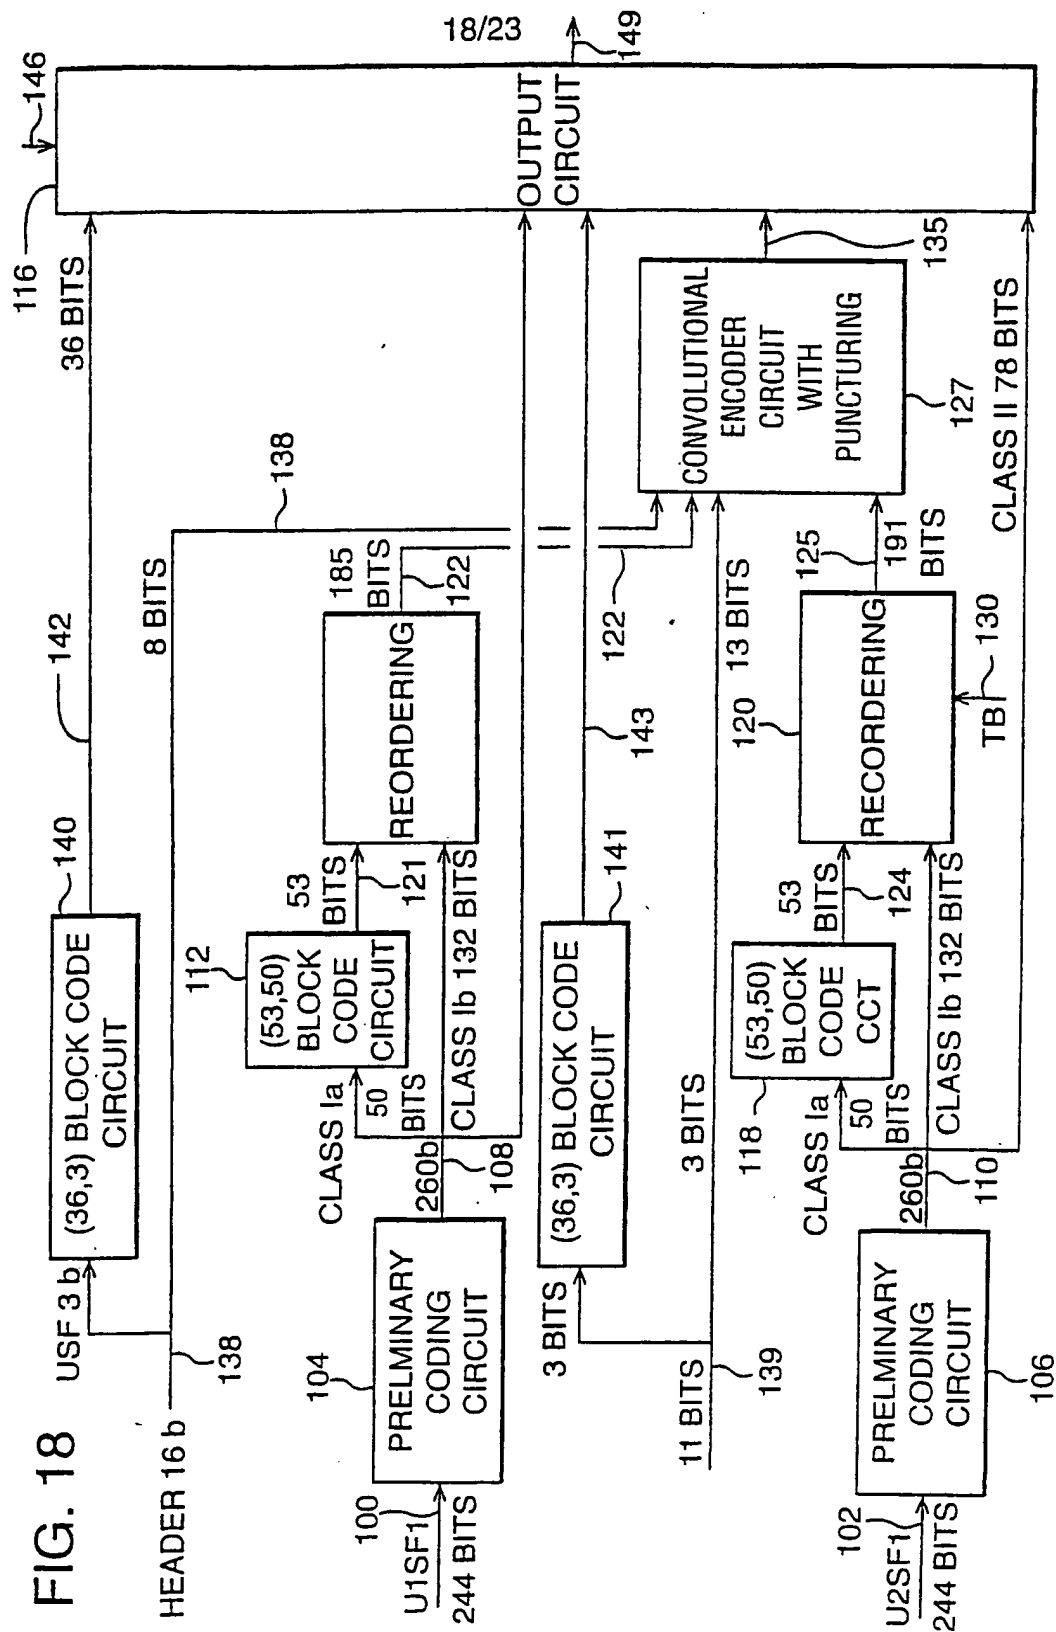 FIG. 18
HEADER 16 b
138
USF 3 b
(36,3) BLOCK CODE
CIRCUIT
140
142
36 BITS
116
146
8 BITS
138
U1SF1
244 BITS
100
104
PRELMINARY
CODING
CIRCUIT
260b
108
CLASS Ia
50
BITS
112
(53,50)
BLOCK
CODE
CIRCUIT
53
BITS
121
CLASS Ib 132 BITS
REORDERING
185
BITS
122
122
3 BITS
(36,3) BLOCK CODE
CIRCUIT
141
143
11 BITS
139
3 BITS
13 BITS
U2SF1
244 BITS
102
PRELMINARY
CODING
CIRCUIT
106
260b
110
CLASS Ia
50
BITS
118
(53,50)
BLOCK
CODE
CCT
53
BITS
124
CLASS Ib 132 BITS
120
RECORDERING
TB
130
125
191
BITS
CONVOLUTIONAL
ENCODER
CIRCUIT
WITH
PUNCTURING
127
135
CLASS II 78 BITS
OUTPUT
CIRCUIT
18/23
149